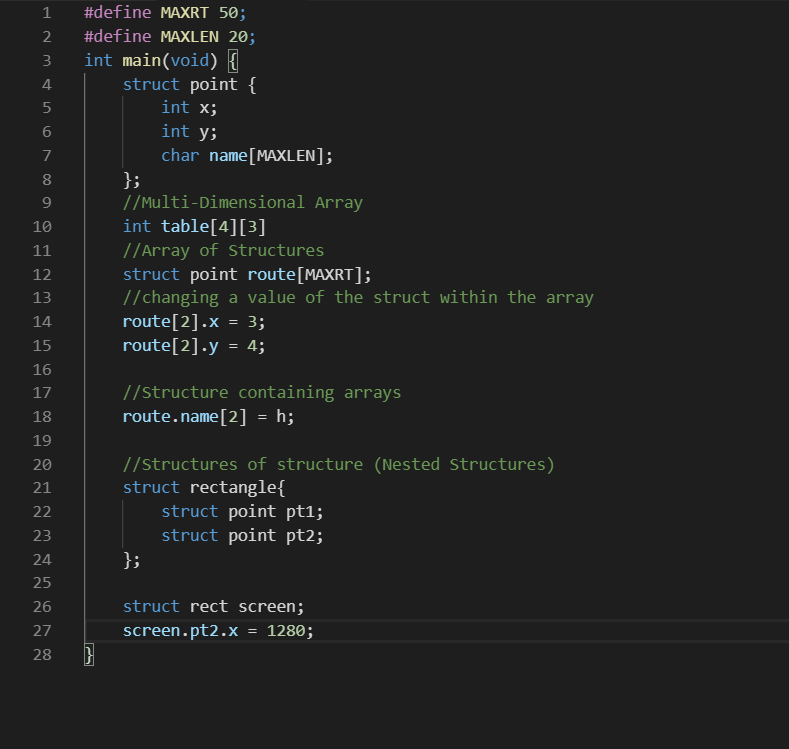 1 #define MAXRT 50;
2 #define MAXLEN 20;
3 int main(void) {
4 struct point {
5 int x;
6 int y;
7 char name[MAXLEN];
8 };
9 //Multi-Dimensional Array
10 int table[4][3]
11 //Array of Structures
12 struct point route[MAXRT];
13 //changing a value of the struct within the array
14 route[2].x = 3;
15 route[2].y = 4;
16
17 //Structure containing arrays
18 route.name[2] = h;
19
20 //Structures of structure (Nested Structures)
21 struct rectangle{
22 struct point pt1;
23 struct point pt2;
24 };
25
26 struct rect screen;
27 screen.pt2.x = 1280;
28 }